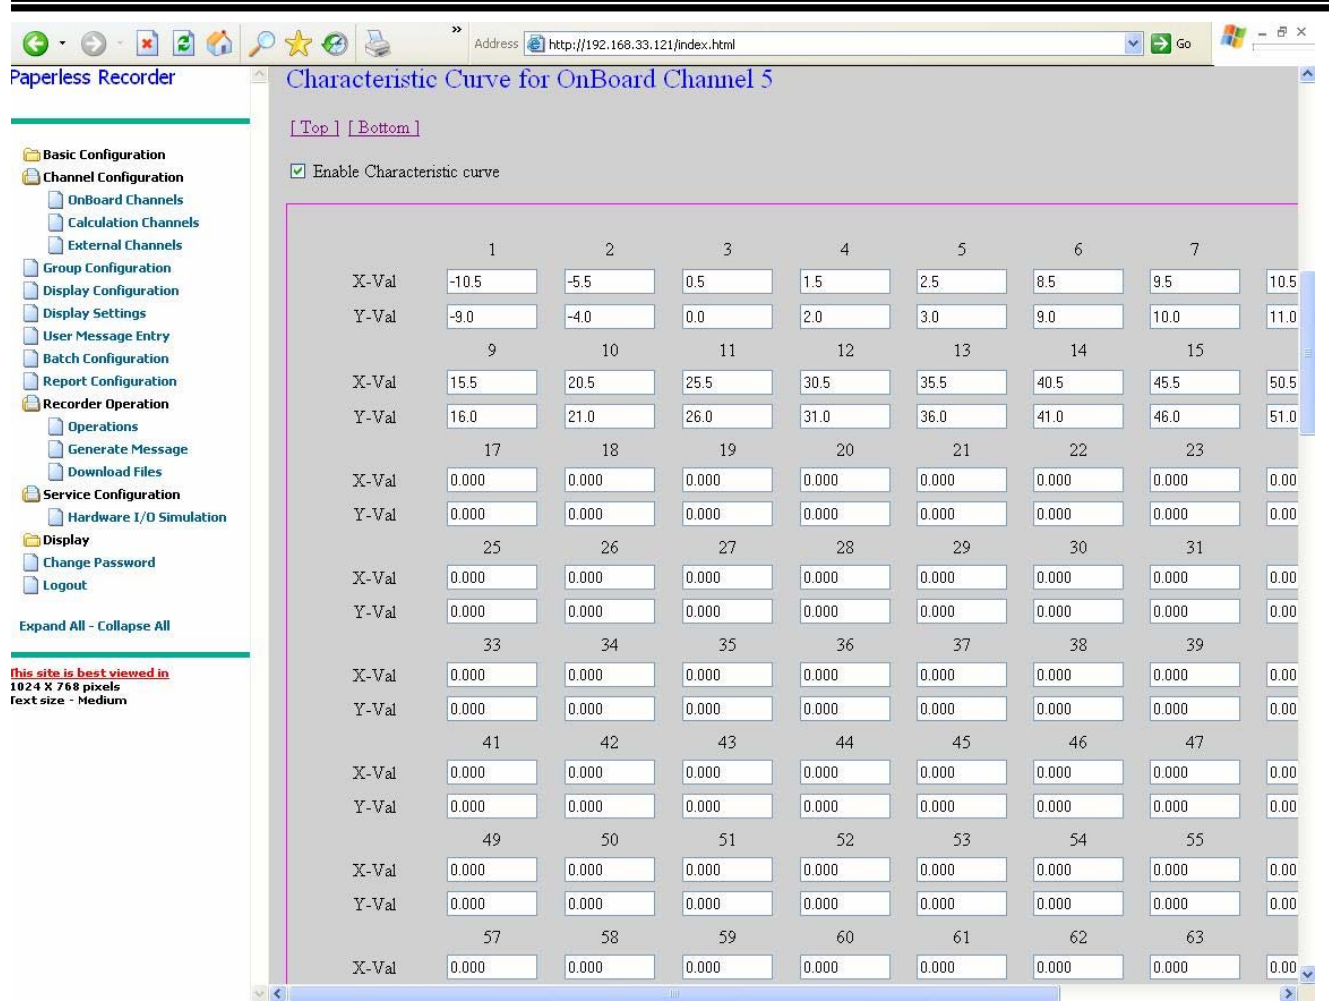 » Address http://192.168.33.121/index.html Go
Paperless Recorder
Basic Configuration
Channel Configuration
OnBoard Channels
Calculation Channels
External Channels
Group Configuration
Display Configuration
Display Settings
User Message Entry
Batch Configuration
Report Configuration
Recorder Operation
Operations
Generate Message
Download Files
Service Configuration
Hardware I/O Simulation
Display
Change Password
Logout
Expand All - Collapse All
This site is best viewed in
1024 X 768 pixels
Text size - Medium
Characteristic Curve for OnBoard Channel 5
[ Top ] [ Bottom ]
Enable Characteristic curve
1 2 3 4 5 6 7
X-Val -10.5 -5.5 0.5 1.5 2.5 8.5 9.5 10.5
Y-Val -9.0 -4.0 0.0 2.0 3.0 9.0 10.0 11.0
9 10 11 12 13 14 15
X-Val 15.5 20.5 25.5 30.5 35.5 40.5 45.5 50.5
Y-Val 16.0 21.0 26.0 31.0 36.0 41.0 46.0 51.0
17 18 19 20 21 22 23
X-Val 0.000 0.000 0.000 0.000 0.000 0.000 0.000 0.00
Y-Val 0.000 0.000 0.000 0.000 0.000 0.000 0.000 0.00
25 26 27 28 29 30 31
X-Val 0.000 0.000 0.000 0.000 0.000 0.000 0.000 0.00
Y-Val 0.000 0.000 0.000 0.000 0.000 0.000 0.000 0.00
33 34 35 36 37 38 39
X-Val 0.000 0.000 0.000 0.000 0.000 0.000 0.000 0.00
Y-Val 0.000 0.000 0.000 0.000 0.000 0.000 0.000 0.00
41 42 43 44 45 46 47
X-Val 0.000 0.000 0.000 0.000 0.000 0.000 0.000 0.00
Y-Val 0.000 0.000 0.000 0.000 0.000 0.000 0.000 0.00
49 50 51 52 53 54 55
X-Val 0.000 0.000 0.000 0.000 0.000 0.000 0.000 0.00
Y-Val 0.000 0.000 0.000 0.000 0.000 0.000 0.000 0.00
57 58 59 60 61 62 63
X-Val 0.000 0.000 0.000 0.000 0.000 0.000 0.000 0.00